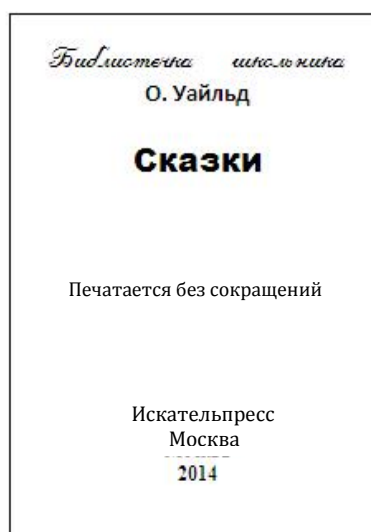 Библиотечка школьника
О. Уайльд
Сказки
Печатается без сокращений
Искательпресс
Москва
2014